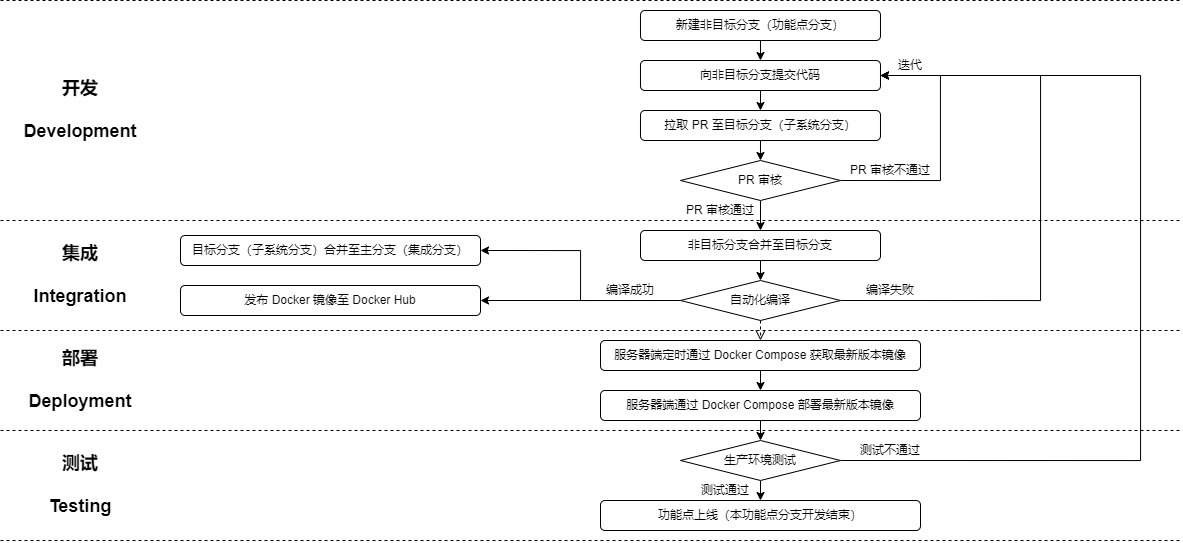 开发
Development
新建非目标分支（功能点分支）
向非目标分支提交代码
迭代
拉取 PR 至目标分支（子系统分支）
PR 审核
PR 审核不通过
PR 审核通过
集成
Integration
非目标分支合并至目标分支
目标分支（子系统分支）合并至主分支（集成分支）
发布 Docker 镜像至 Docker Hub
编译成功
自动化编译
编译失败
部署
Deployment
服务器端定时通过 Docker Compose 获取最新版本镜像
服务器端通过 Docker Compose 部署最新版本镜像
测试
Testing
生产环境测试
测试不通过
测试通过
功能点上线（本功能点分支开发结束）